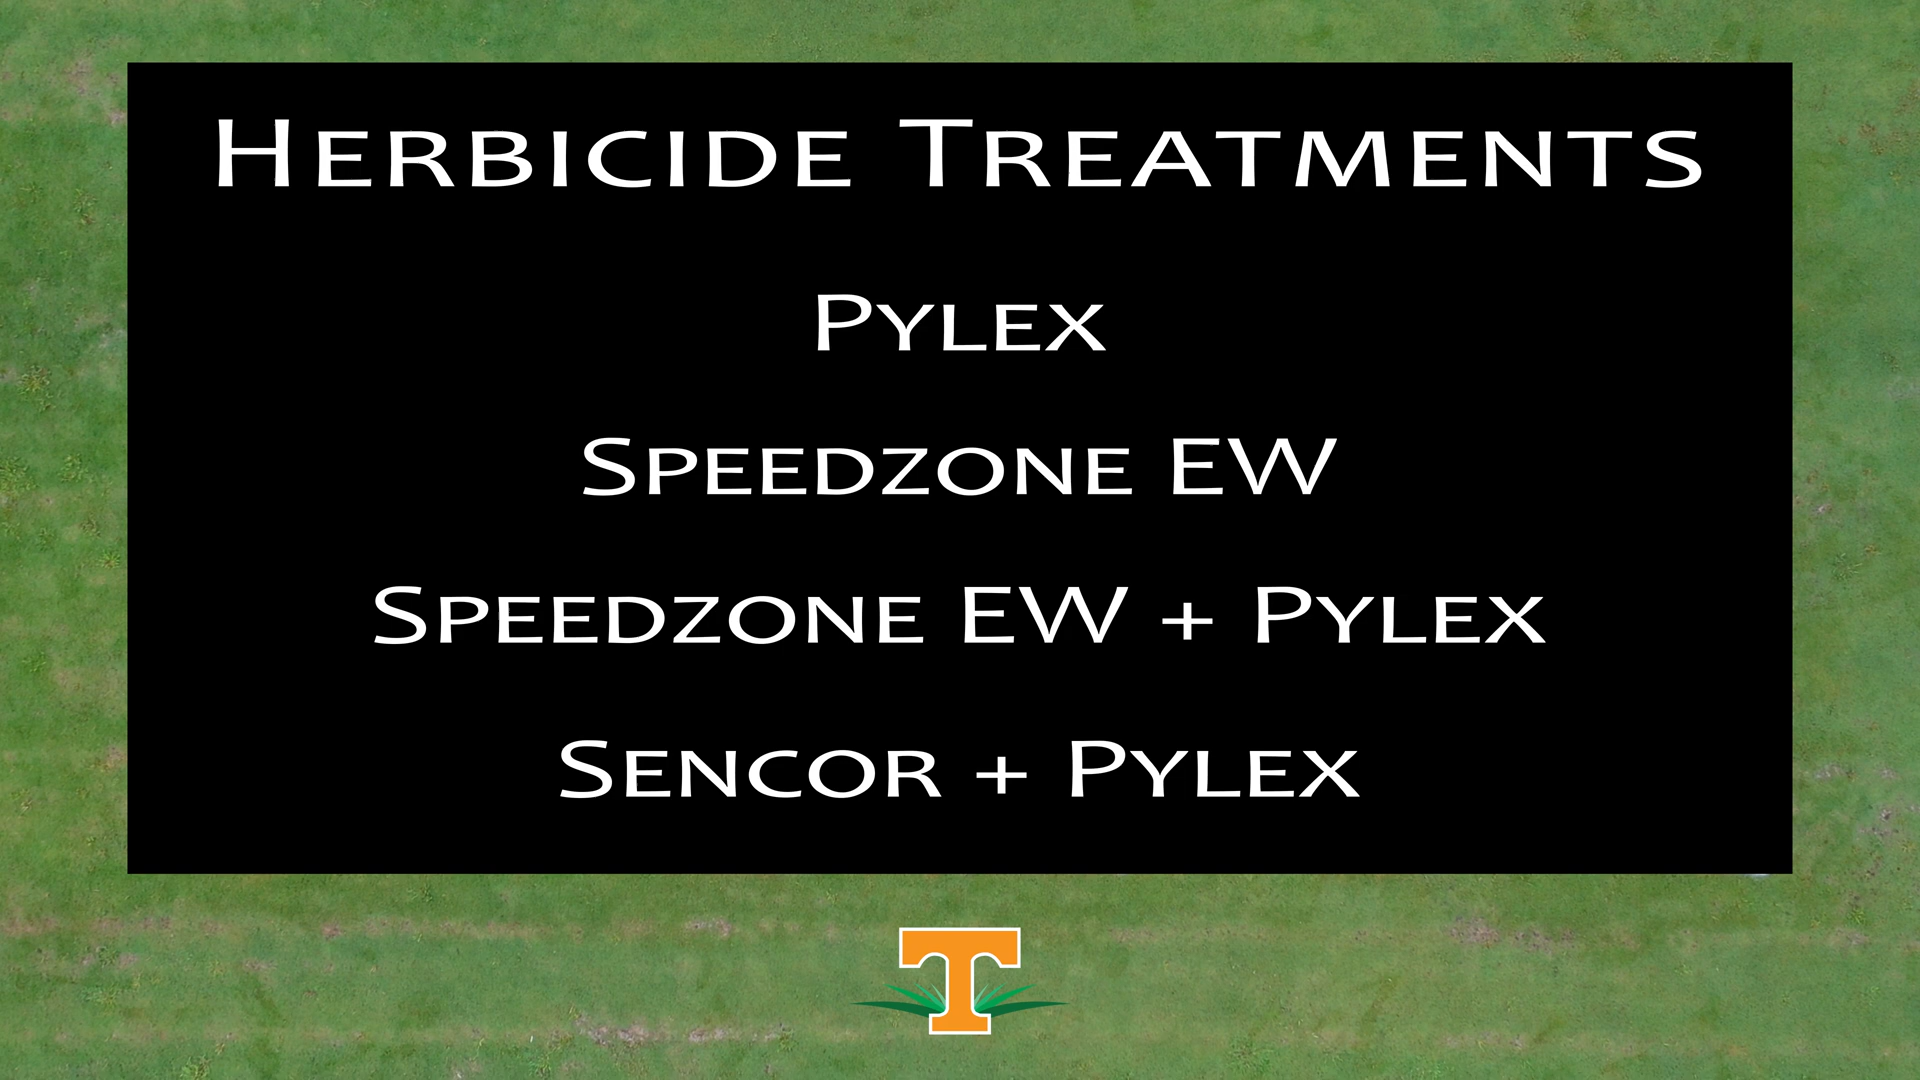 Herbicide Treatments
Pylex
Speedzone EW
Speedzone EW + Pylex
Sencor + Pylex
T